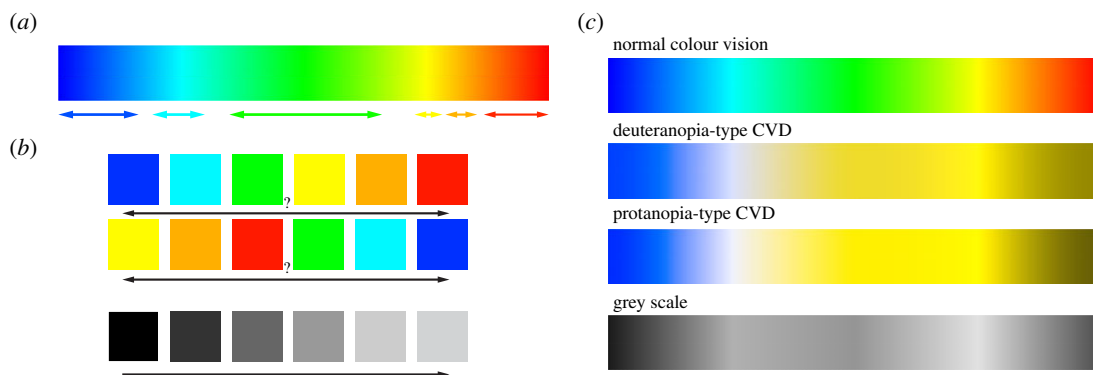 (a)
(b)
?
?
(c)
normal colour vision
deuteranopia-type CVD
protanopia-type CVD
grey scale